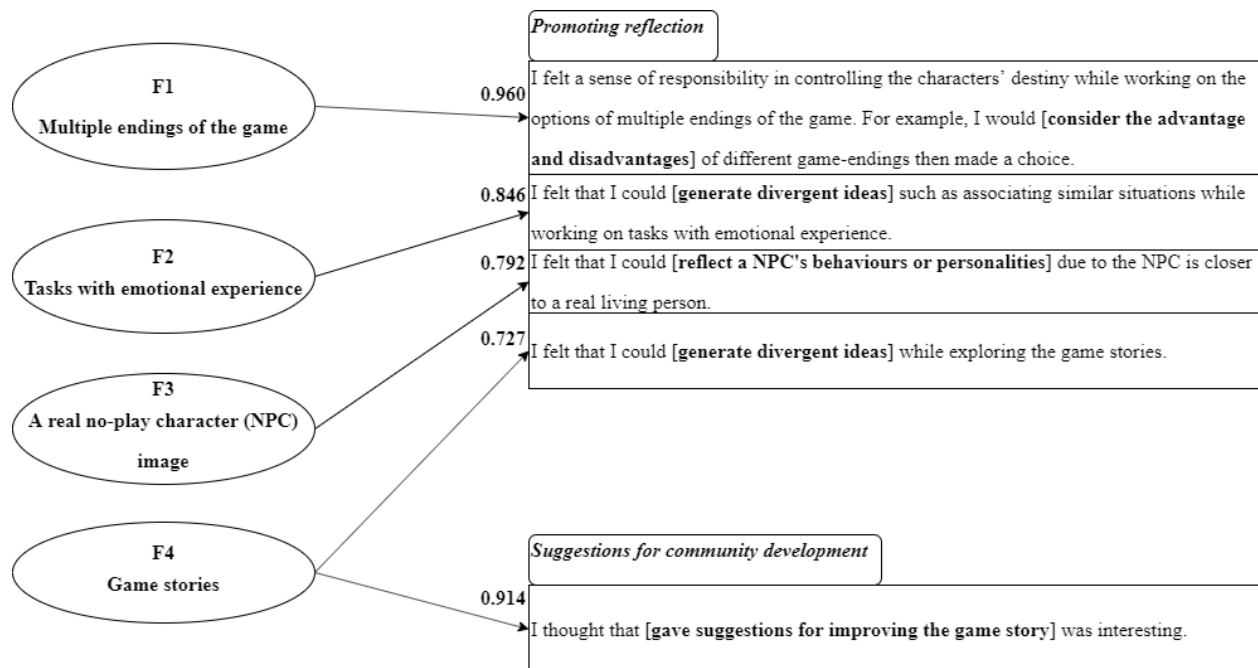 Promoting reflection
F1
Multiple endings of the game
0.960
I felt a sense of responsibility in controlling the characters’ destiny while working on the
options of multiple endings of the game. For example, I would [consider the advantage
and disadvantages] of different game-endings then made a choice.
F2
Tasks with emotional experience
0.846
I felt that I could [generate divergent ideas] such as associating similar situations while
working on tasks with emotional experience.
F3
A real no-play character (NPC)
image
0.792
I felt that I could [reflect a NPC's behaviours or personalities] due to the NPC is closer
to a real living person.
F4
Game stories
0.727
I felt that I could [generate divergent ideas] while exploring the game stories.
Suggestions for community development
0.914
I thought that [gave suggestions for improving the game story] was interesting.